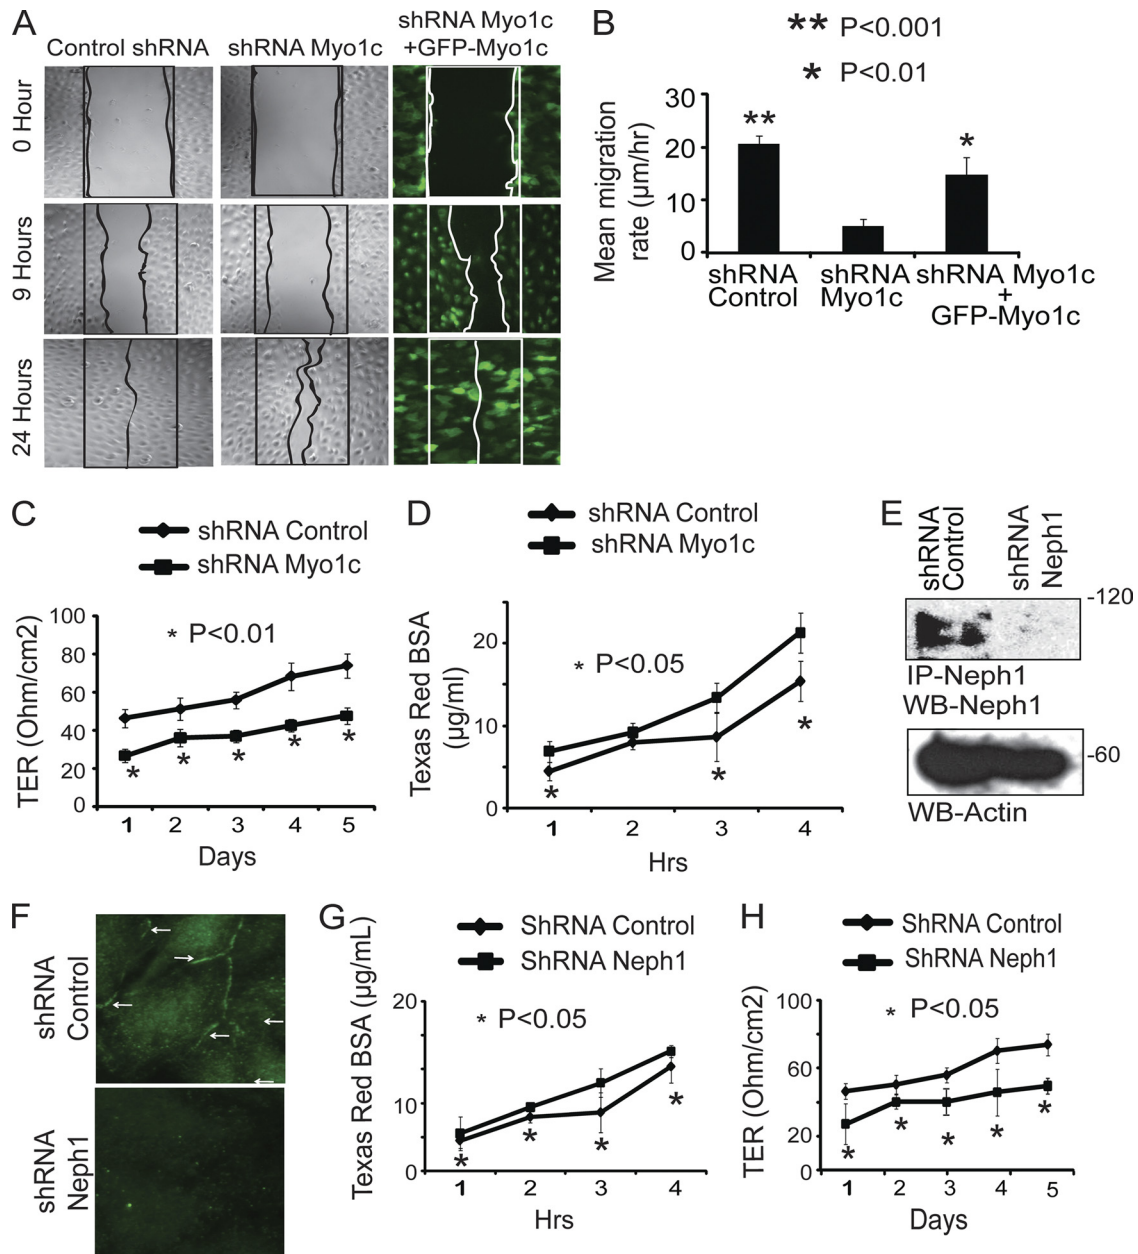 A
Control shRNA
shRNA Myo1c
shRNA Myo1c
+GFP-Myo1c
0 Hour
9 Hours
24 Hours
B
** P<0.001
* P<0.01
Mean migration
rate (μm/hr)
30
20
10
0
**
*
shRNA
Control
shRNA
Myo1c
shRNA Myo1c
+
GFP-Myo1c
C
shRNA Control
shRNA Myo1c
* P<0.01
TER (Ohm/cm2)
100
80
60
40
20
0
* * * * *
1 2 3 4 5
Days
D
shRNA Control
shRNA Myo1c
* P<0.05
Texas Red BSA
(μg/ml)
20
10
0
* * *
1 2 3 4
Hrs
E
shRNA
Control
shRNA
Neph1
-120
IP-Neph1
WB-Neph1
-60
WB-Actin
F
shRNA
Control
shRNA
Neph1
G
ShRNA Control
ShRNA Neph1
* P<0.05
Texas Red BSA (μg/mL)
20
10
0
* * * *
1 2 3 4
Hrs
H
ShRNA Control
ShRNA Neph1
* P<0.05
TER (Ohm/cm2)
100
60
20
0
* * * * *
1 2 3 4 5
Days